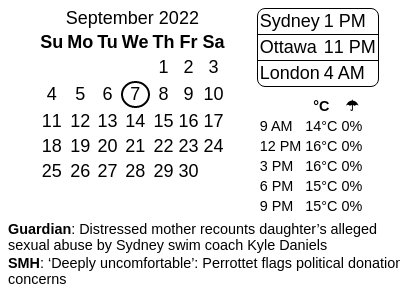 September 2022
Su Mo Tu We Th Fr Sa
1 2 3
4 5 6 7 8 9 10
11 12 13 14 15 16 17
18 19 20 21 22 23 24
25 26 27 28 29 30
Sydney 1 PM
Ottawa 11 PM
London 4 AM
°C ☂
9 AM 14°C 0%
12 PM 16°C 0%
3 PM 16°C 0%
6 PM 15°C 0%
9 PM 15°C 0%
Guardian: Distressed mother recounts daughter’s alleged
sexual abuse by Sydney swim coach Kyle Daniels
SMH: ‘Deeply uncomfortable’: Perrottet flags political donation
concerns